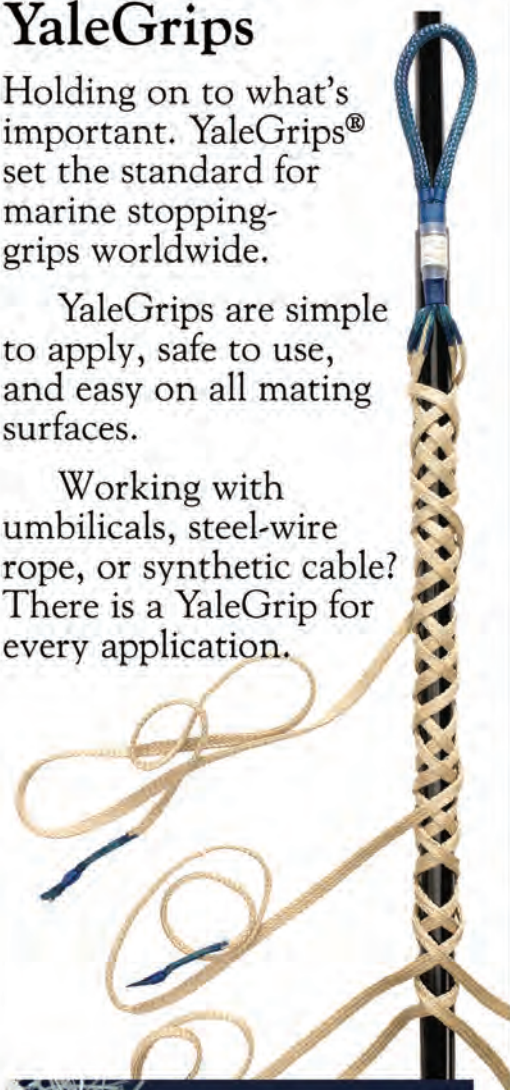 YaleGrips
Holding on to what's
important. YaleGrips®
set the standard for
marine stopping-
grips worldwide.
YaleGrips are simple
to apply, safe to use,
and easy on all mating
surfaces.
Working with
umbilicals, steel-wire
rope, or synthetic cable?
There is a YaleGrip for
every application.